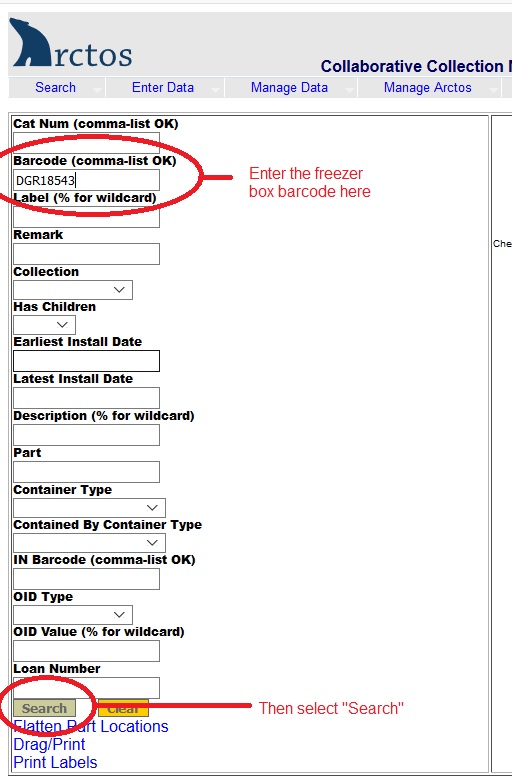 Arctos
Collaborative Collection
Search
Enter Data
Manage Data
Manage Arctos
Cat Num (comma-list OK)
Barcode (comma-list OK)
DGR18543
Enter the freezer
box barcode here
Label (% for wildcard)
Remark
Che
Collection
Has Children
Earliest Install Date
Latest Install Date
Description (% for wildcard)
Part
Container Type
Contained By Container Type
IN Barcode (comma-list OK)
OID Type
OID Value (% for wildcard)
Loan Number
Search
Clear
Then select "Search"
Flatten Part Locations
Drag/Print
Print Labels